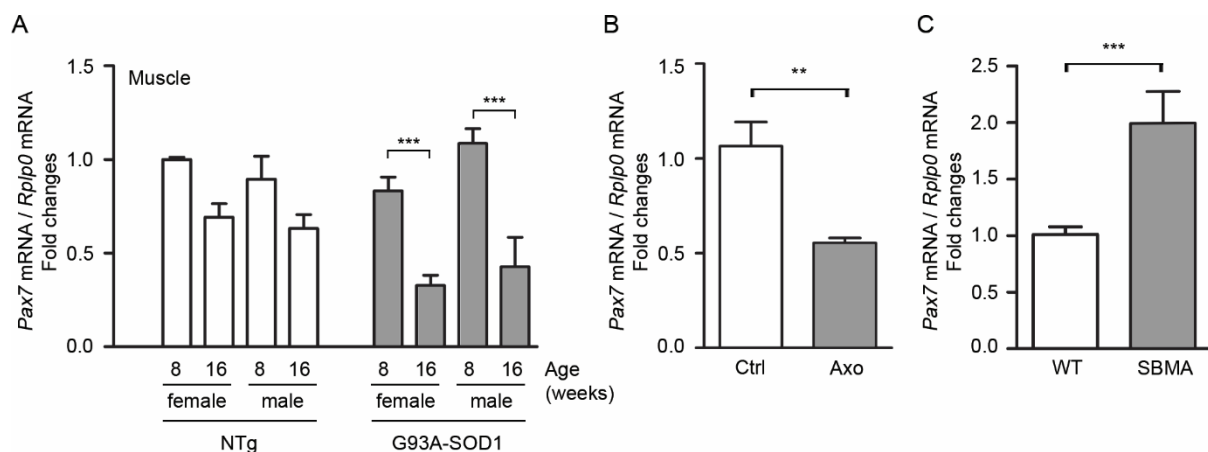 A
Pax7 mRNA / Rplp0 mRNA
Fold changes
1.5
1.0
0.5
0.0
Muscle
***
***
8 16 8 16 8 16 8 16 Age
(weeks)
female male female male
NTg G93A-SOD1
B
Pax7 mRNA / Rplp0 mRNA
Fold changes
1.5
1.0
0.5
0.0
**
Ctrl Axo
C
Pax7 mRNA / Rplp0 mRNA
Fold changes
2.5
2.0
1.5
1.0
0.5
0.0
***
WT SBMA